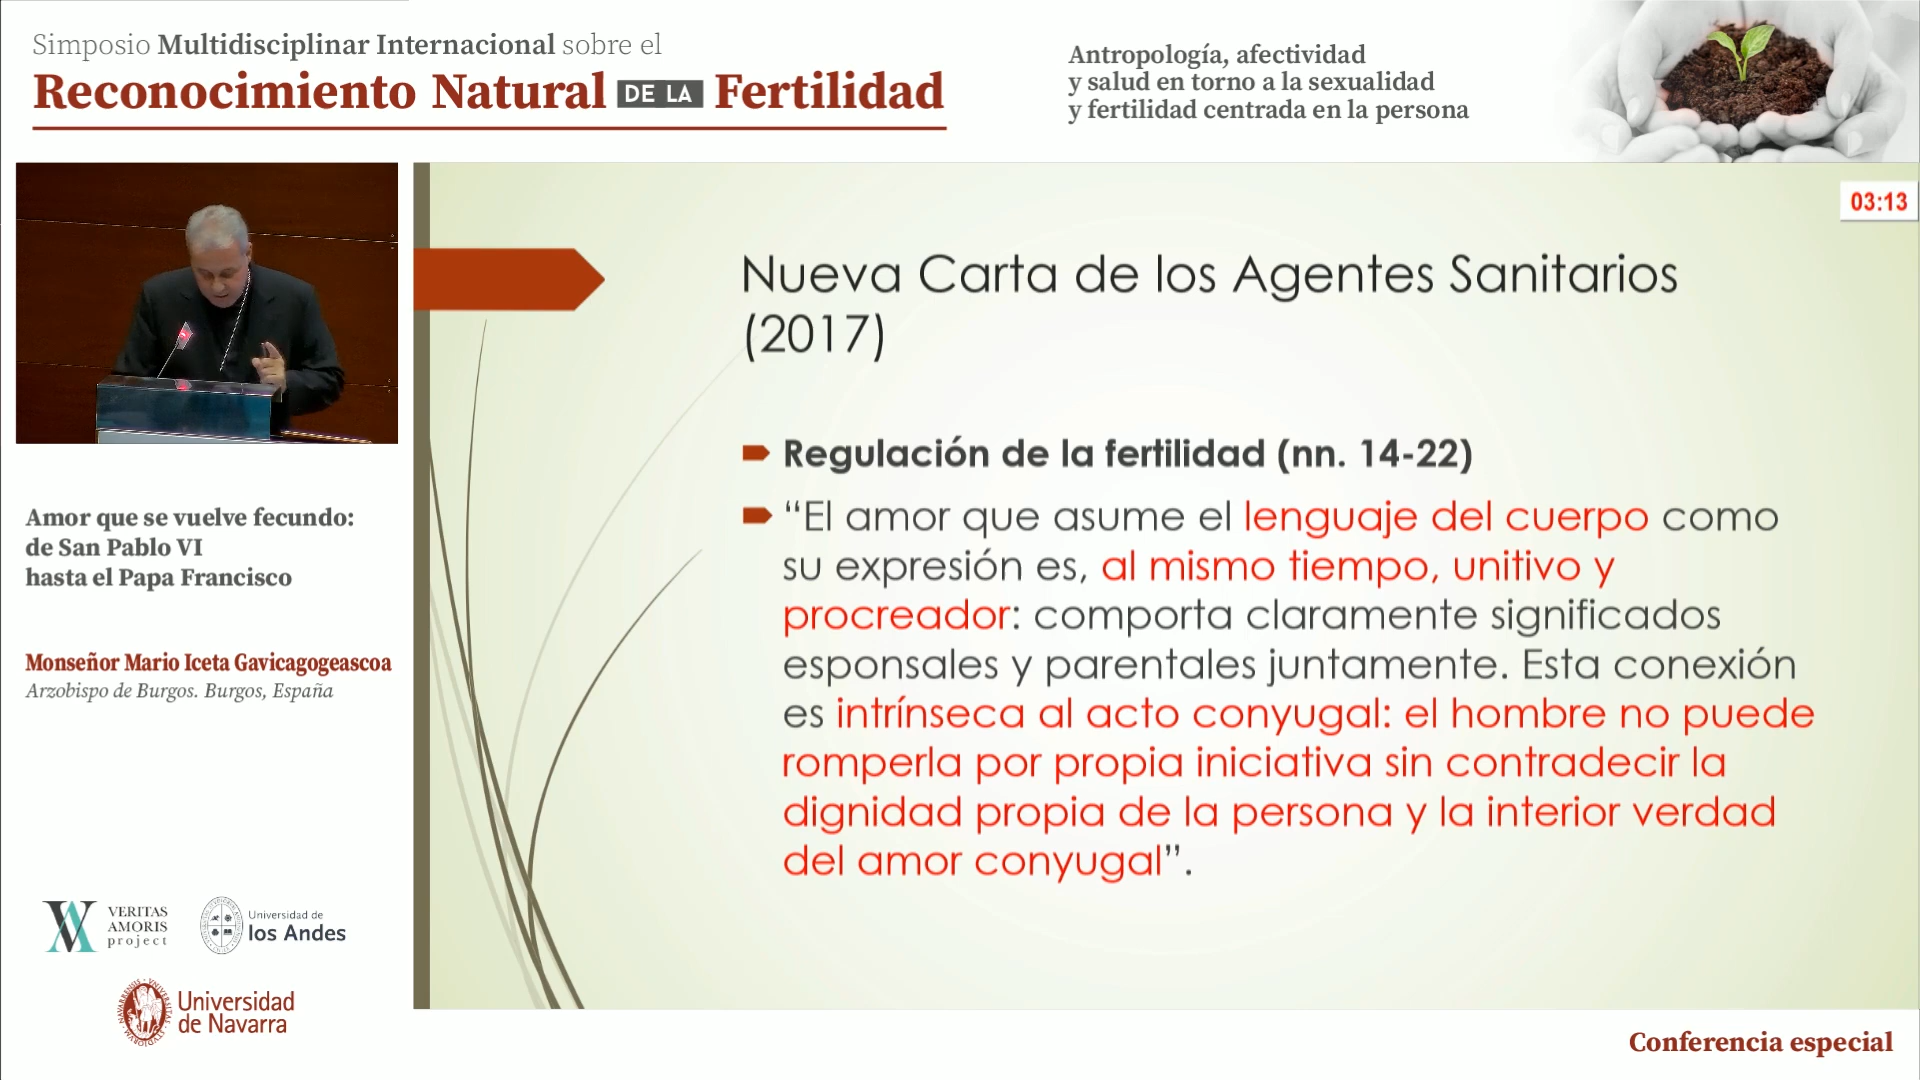 Simposio Multidisciplinar Internacional sobre el
Reconocimiento Natural DE LA Fertilidad
Antropología, afectividad
y salud en torno a la sexualidad
y fertilidad centrada en la persona
03:13
Nueva Carta de los Agentes Sanitarios
(2017)
Regulación de la fertilidad (nn. 14-22)
“El amor que asume el lenguaje del cuerpo como
su expresión es, al mismo tiempo, unitivo y
procreador: comporta claramente significados
esponsales y parentales juntamente. Esta conexión
es intrínseca al acto conyugal: el hombre no puede
romperla por propia iniciativa sin contradecir la
dignidad propia de la persona y la interior verdad
del amor conyugal”.
Amor que se vuelve fecundo:
de San Pablo VI
hasta el Papa Francisco
Monseñor Mario Iceta Gavicagogeascoa
Arzobispo de Burgos. Burgos, España
VERITAS
AMORIS
project
Universidad de
los Andes
Universidad
de Navarra
Conferencia especial